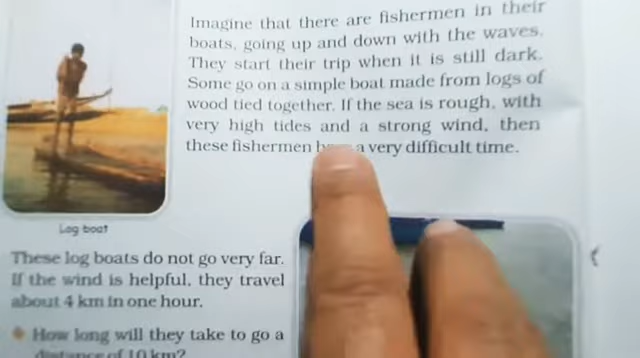 Imagine that there are fishermen in their
boats, going up and down with the waves.
They start their trip when it is still dark.
Some go on a simple boat made from logs of
wood tied together. If the sea is rough, with
very high tides and a strong wind, then
these fishermen a very difficult time.
Log boat
These log boats do not go very far.
If the wind is helpful, they travel
about 4 km in one hour.
How long will they take to go a
distance of 10 km?